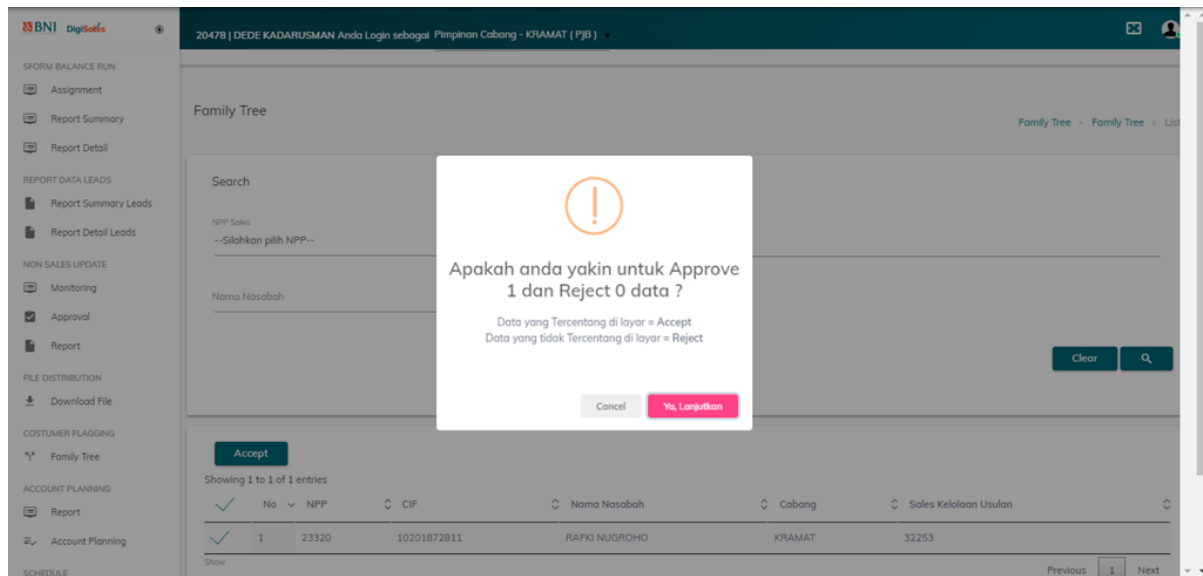 BNI DigiSales
20478 | DEDE KADARUSMAN Anda Login sebagai Pimpinan Cabang - KRAMAT ( PJB )
SFORM BALANCE RUN
Assignment
Report Summary
Report Detail
REPORT DATA LEADS
Report Summary Leads
Report Detail Leads
NON SALES UPDATE
Monitoring
Approval
Report
FILE DISTRIBUTION
Download File
COSTUMER FLAGGING
Family Tree
ACCOUNT PLANNING
Report
Account Planning
SCHEDULE
Family Tree
Family Tree > Family Tree > List
Search
NPP Sales
--Silahkan pilih NPP--
Nama Nasabah
Clear
Apakah anda yakin untuk Approve
1 dan Reject 0 data ?
Data yang Tercentang di layar = Accept
Data yang tidak Tercentang di layar = Reject
Cancel Ya, Lanjutkan
Accept
Showing 1 to 1 of 1 entries
No NPP CIF Nama Nasabah Cabang Sales Kelolaan Usulan
1 23320 10201872811 RAFKI NUGROHO KRAMAT 32253
Show
Previous 1 Next